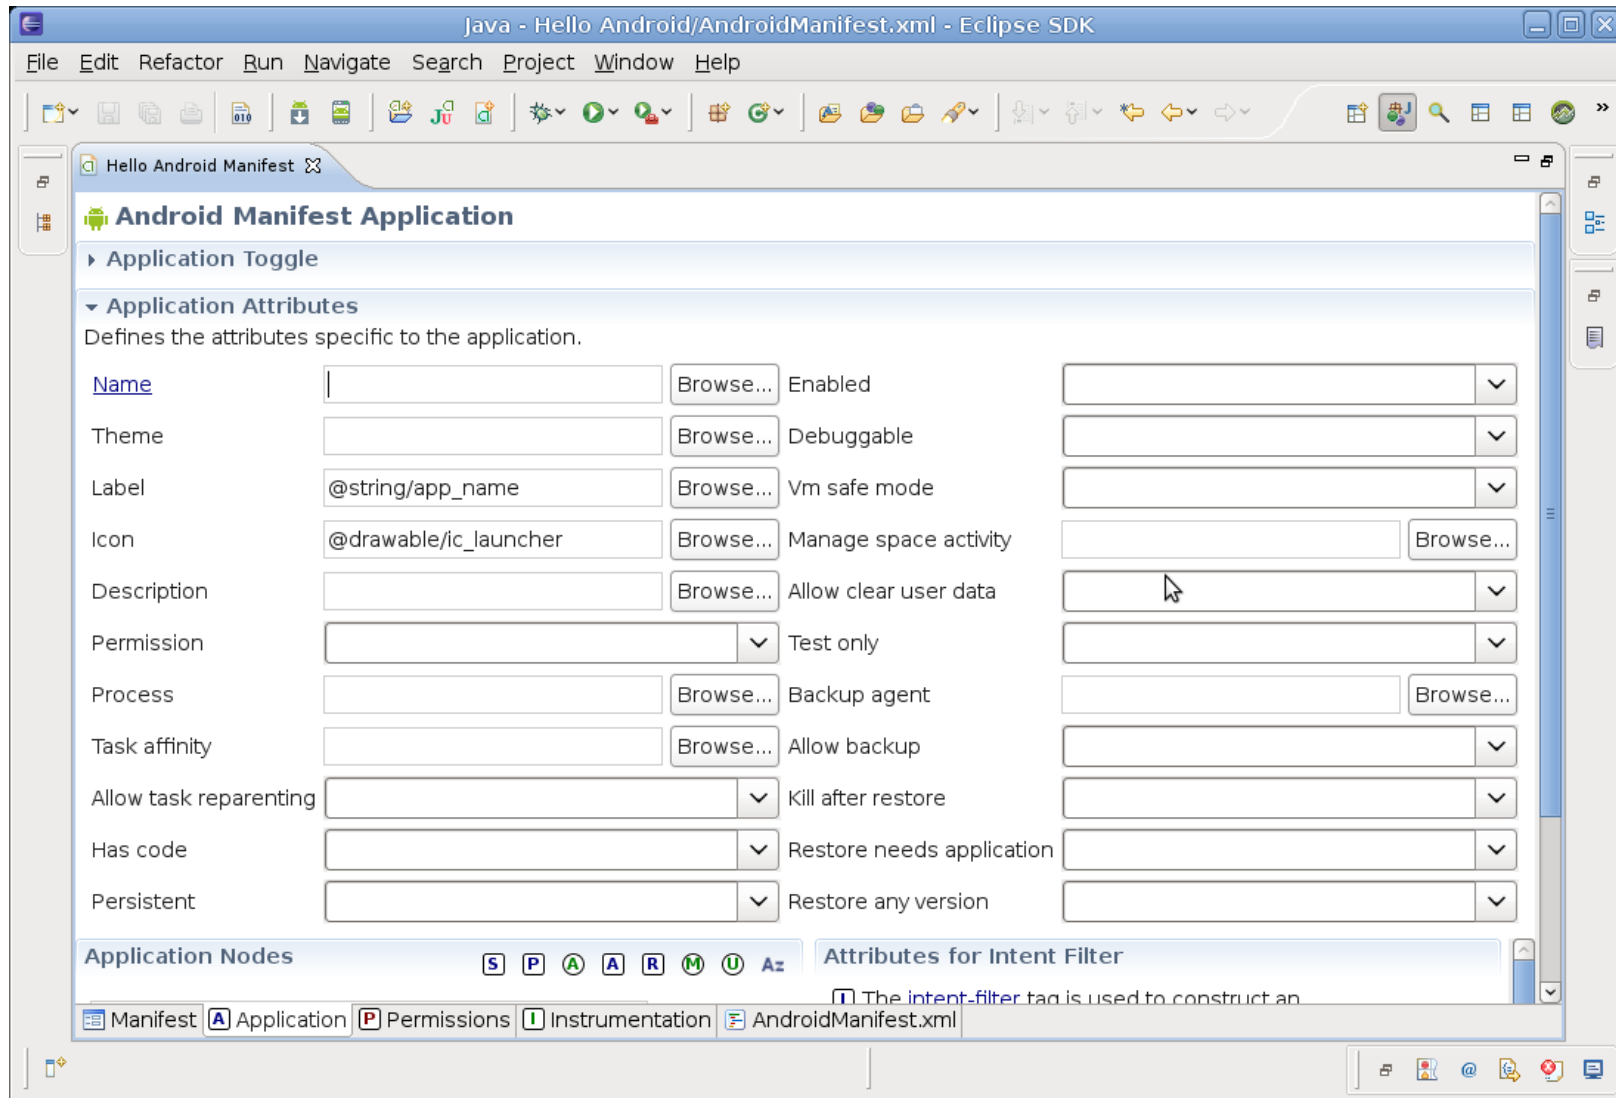 Java - Hello Android/AndroidManifest.xml - Eclipse SDK
File Edit Refactor Run Navigate Search Project Window Help
Hello Android Manifest
Android Manifest Application
Application Toggle
Application Attributes
Defines the attributes specific to the application.
Name Browse... Enabled
Theme Browse... Debuggable
Label @string/app_name Browse... Vm safe mode
Icon @drawable/ic_launcher Browse... Manage space activity Browse...
Description Browse... Allow clear user data
Permission Test only
Process Browse... Backup agent Browse...
Task affinity Browse... Allow backup
Allow task reparenting Kill after restore
Has code Restore needs application
Persistent Restore any version
Application Nodes S P A A R M U Az Attributes for Intent Filter
I The intent-filter tag is used to construct an
Manifest A Application P Permissions I Instrumentation AndroidManifest.xml